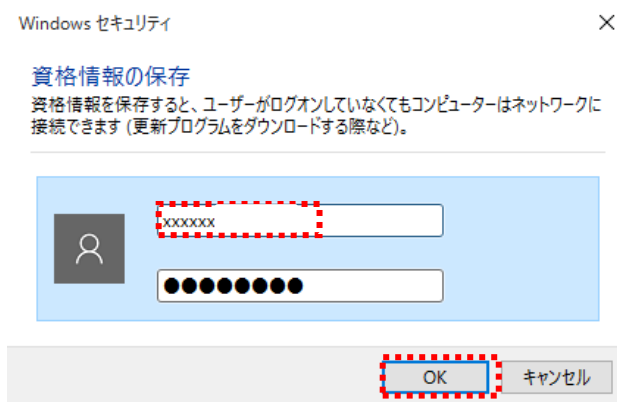 Windows セキュリティ
資格情報の保存
資格情報を保存すると、ユーザーがログオンしていなくてもコンピューターはネットワークに
接続できます (更新プログラムをダウンロードする際など)。
xxxxxx
●●●●●●●●
OK キャンセル